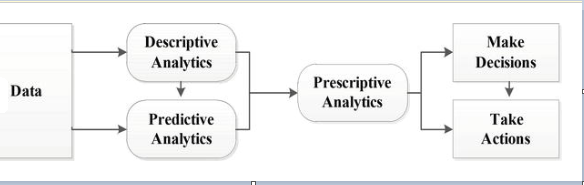 Data
Descriptive
Analytics
Predictive
Analytics
Prescriptive
Analytics
Make
Decisions
Take
Actions